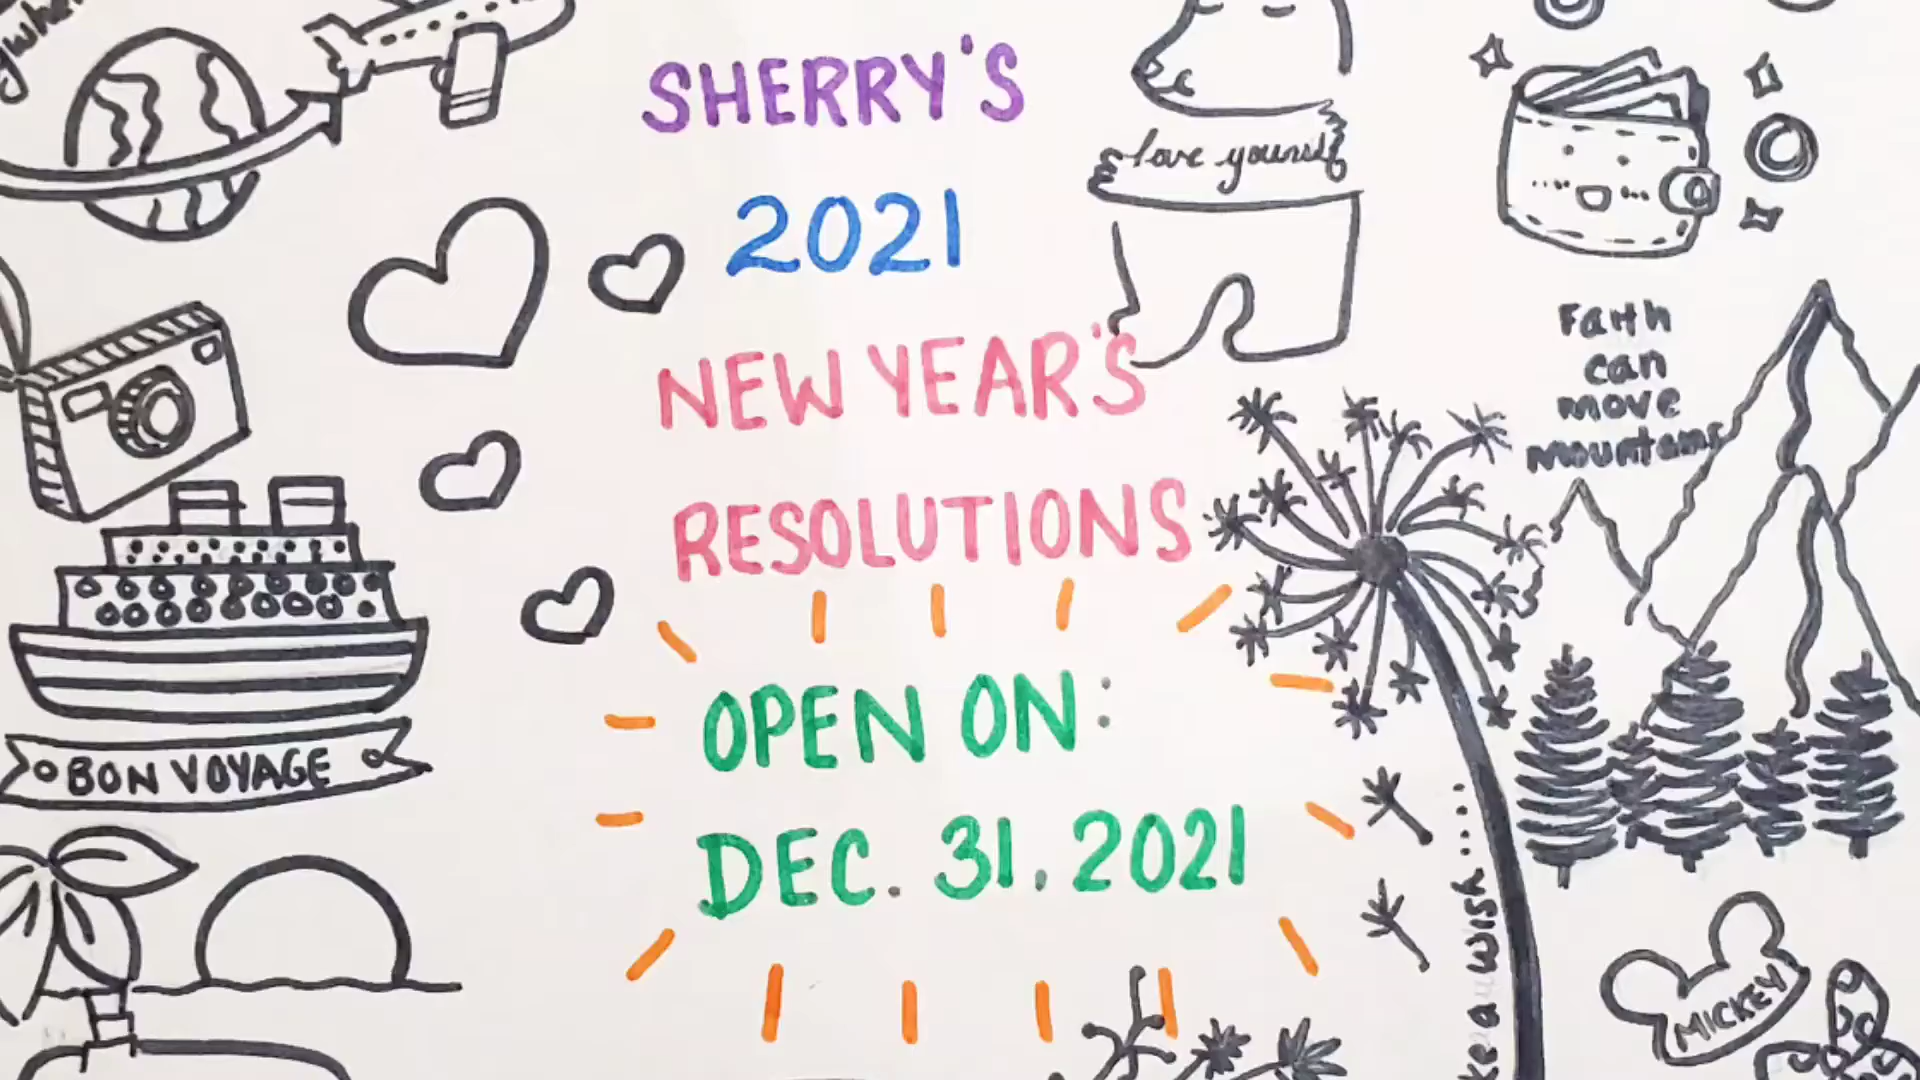 SHERRY'S
2021
NEW YEAR'S
RESOLUTIONS
OPEN ON:
DEC. 31. 2021
love yourself
Faith
can
move
mountains
BON VOYAGE
a wish.....
MICKEY